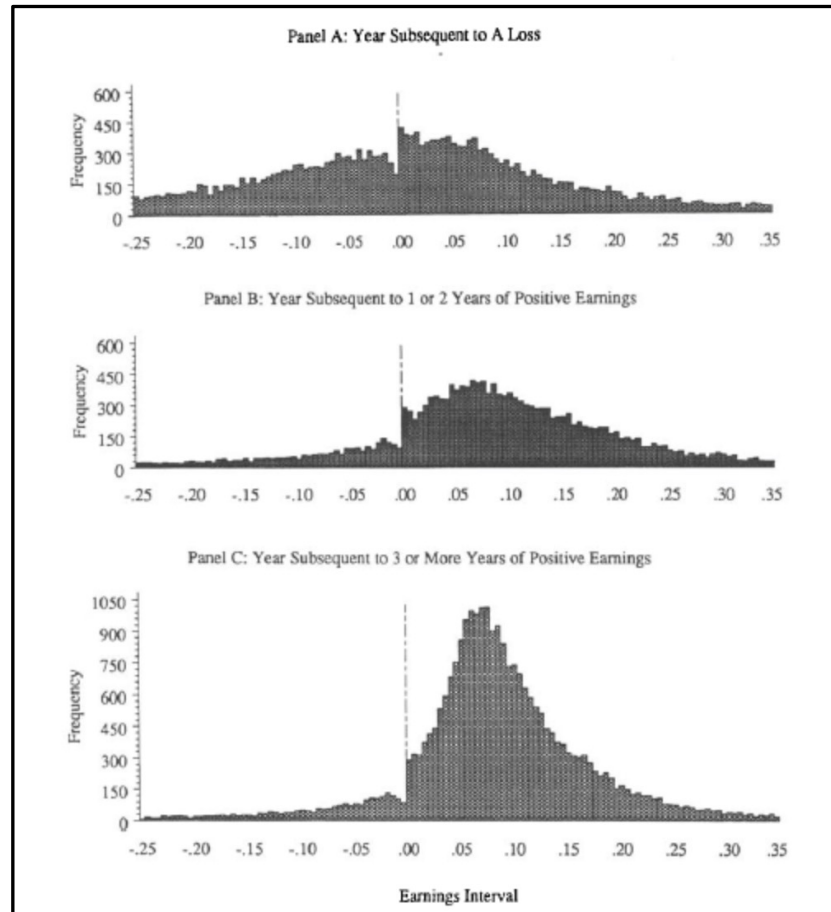 Panel A: Year Subsequent to A Loss
Frequency
600
450
300
150
0
-.25 -.20 -.15 -.10 -.05 .00 .05 .10 .15 .20 .25 .30 .35
Panel B: Year Subsequent to 1 or 2 Years of Positive Earnings
Frequency
600
450
300
150
0
-.25 -.20 -.15 -.10 -.05 .00 .05 .10 .15 .20 .25 .30 .35
Panel C: Year Subsequent to 3 or More Years of Positive Earnings
Frequency
1050
900
750
600
450
300
150
0
-.25 -.20 -.15 -.10 -.05 .00 .05 .10 .15 .20 .25 .30 .35
Earnings Interval